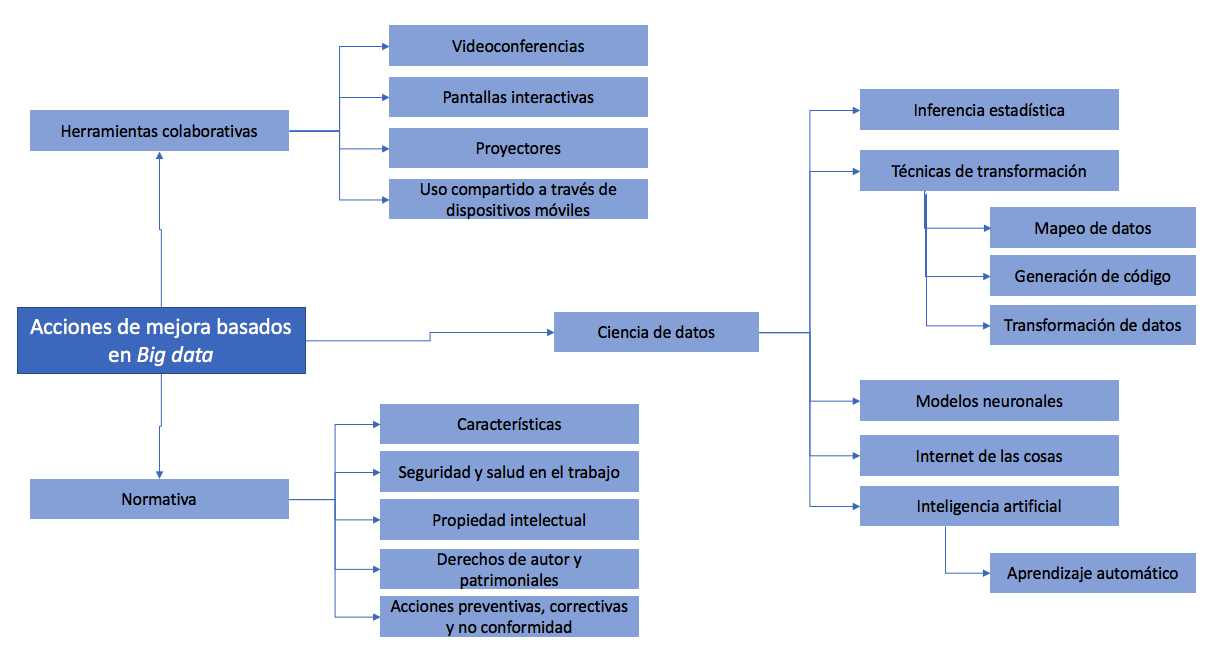 Videoconferencias
Pantallas interactivas
Herramientas colaborativas
Proyectores
Uso compartido a través de
dispositivos móviles
Acciones de mejora basados
en Big data
Ciencia de datos
Inferencia estadística
Técnicas de transformación
Mapeo de datos
Generación de código
Transformación de datos
Modelos neuronales
Internet de las cosas
Inteligencia artificial
Aprendizaje automático
Normativa
Características
Seguridad y salud en el trabajo
Propiedad intelectual
Derechos de autor y
patrimoniales
Acciones preventivas, correctivas
y no conformidad